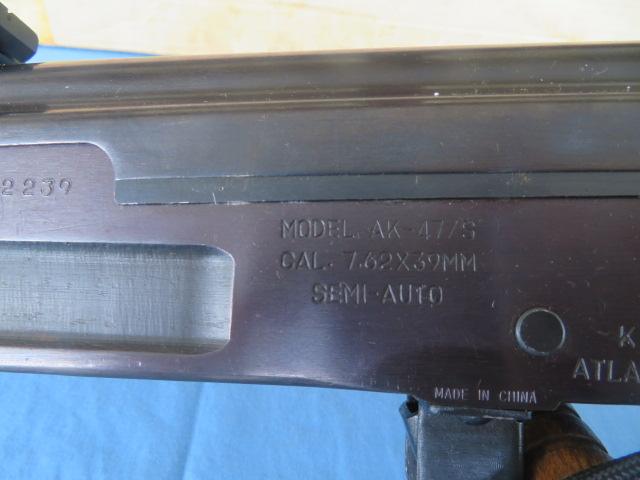 2239
MODEL AK-47/S
CAL. 7.62X39MM
SEMI-AUTO
K
ATLA
MADE IN CHINA